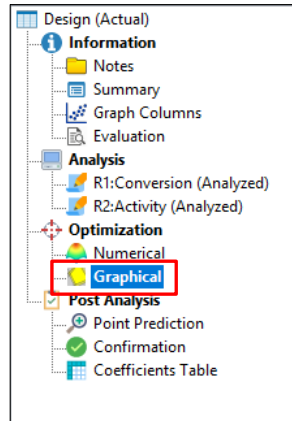 Design (Actual)
Information
Notes
Summary
Graph Columns
Evaluation
Analysis
R1:Conversion (Analyzed)
R2:Activity (Analyzed)
Optimization
Numerical
Graphical
Post Analysis
Point Prediction
Confirmation
Coefficients Table